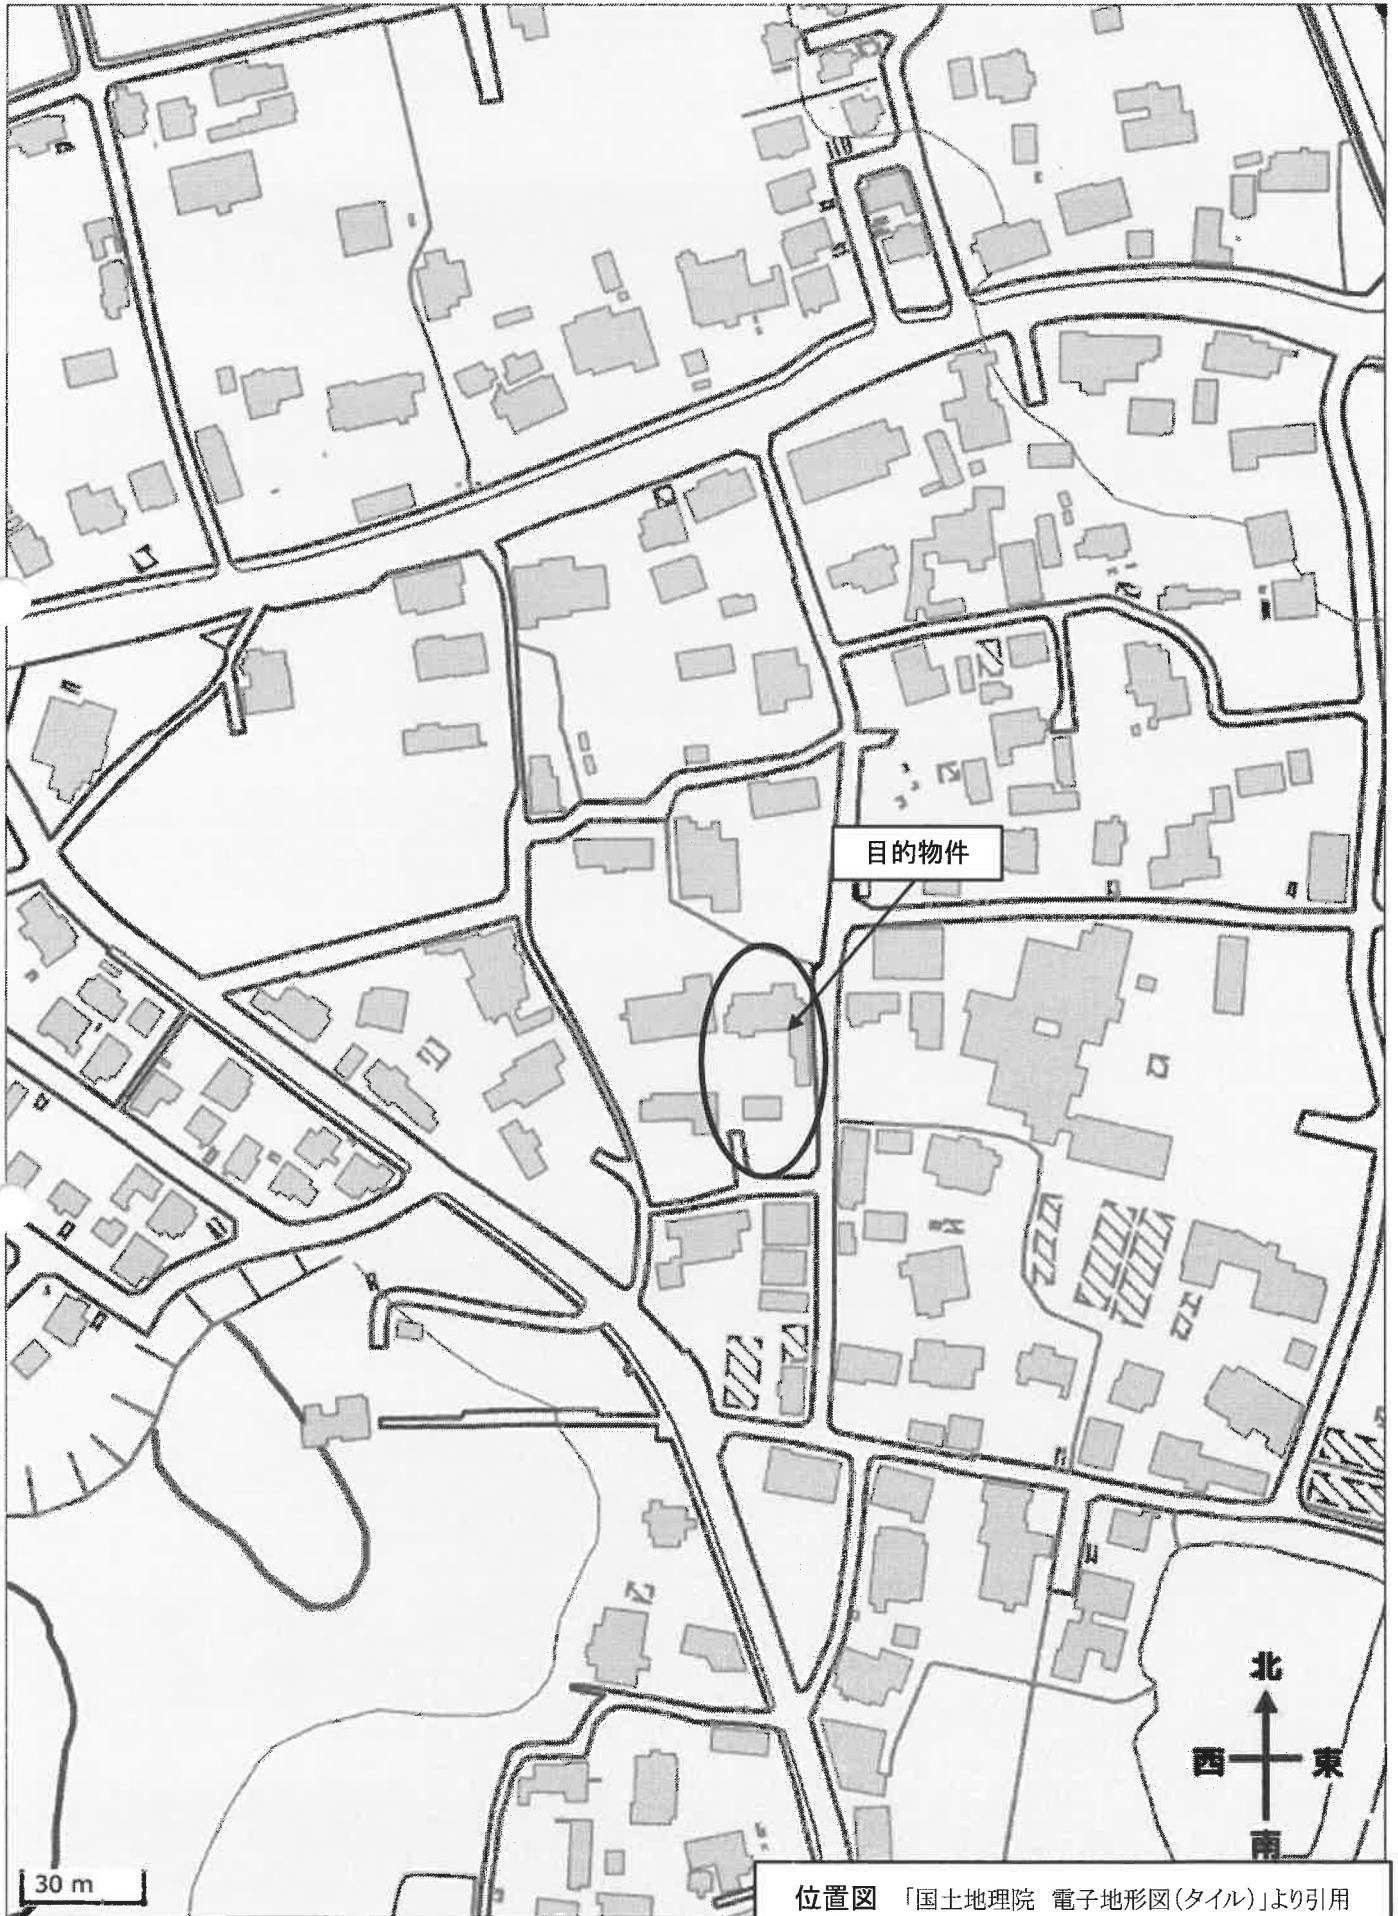 目的物件
北
西 東
南
30 m
位置図 「国土地理院 電子地形図(タイル)」より引用